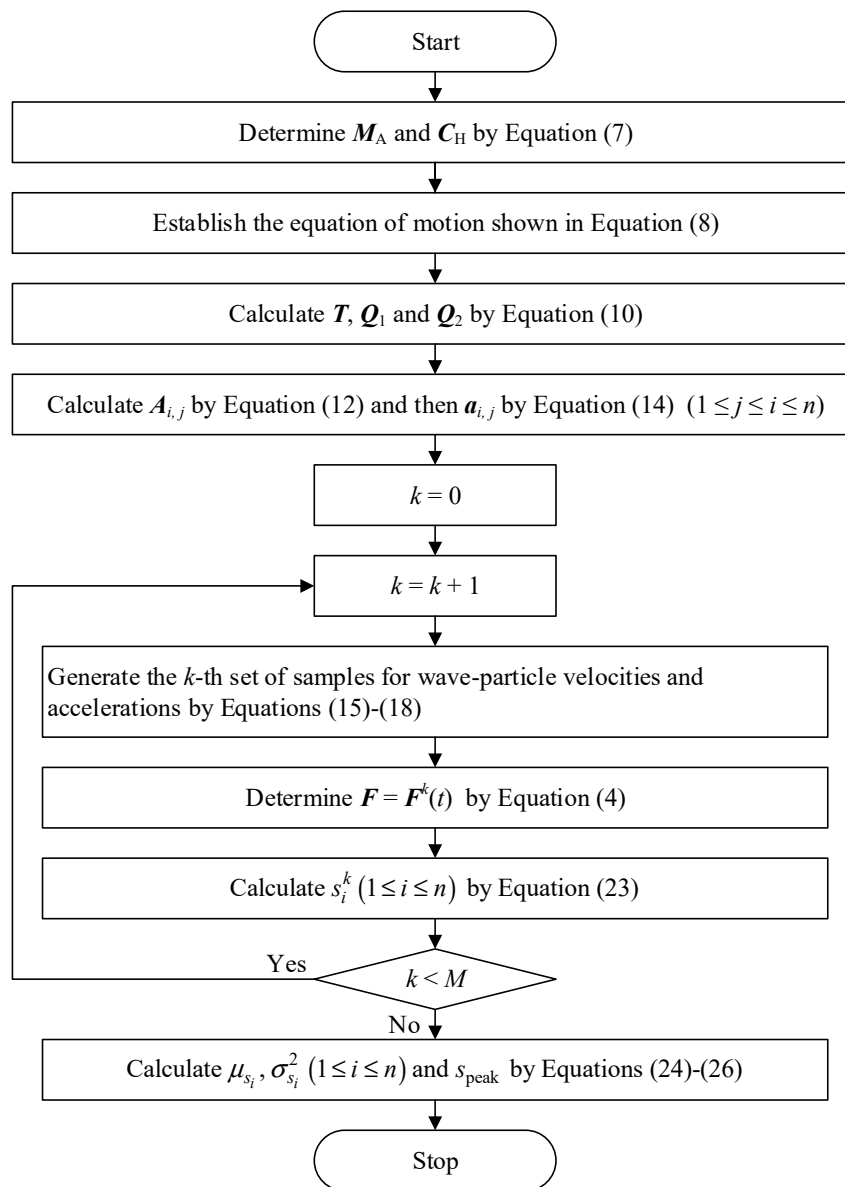 Start
Determine M_A and C_H by Equation (7)
Establish the equation of motion shown in Equation (8)
Calculate T, Q_1 and Q_2 by Equation (10)
Calculate A_{i, j} by Equation (12) and then a_{i, j} by Equation (14) (1 ≤ j ≤ i ≤ n)
k = 0
k = k + 1
Generate the k-th set of samples for wave-particle velocities and
accelerations by Equations (15)-(18)
Determine F = F^k(t) by Equation (4)
Calculate s_i^k (1 ≤ i ≤ n) by Equation (23)
Yes
k < M
No
Calculate μ_{s_i}, σ_{s_i}^2 (1 ≤ i ≤ n) and s_peak by Equations (24)-(26)
Stop